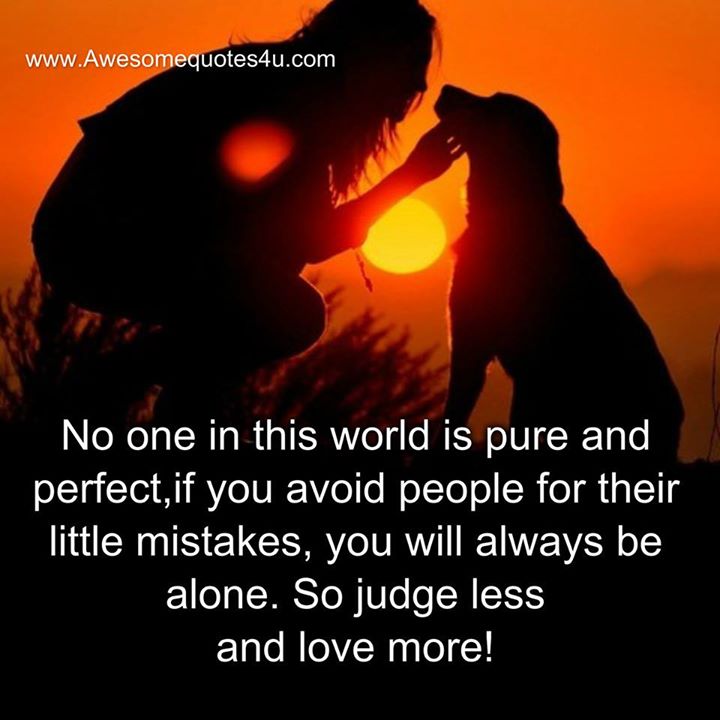 www.Awesomequotes4u.com
No one in this world is pure and
perfect,if you avoid people for their
little mistakes, you will always be
alone. So judge less
and love more!